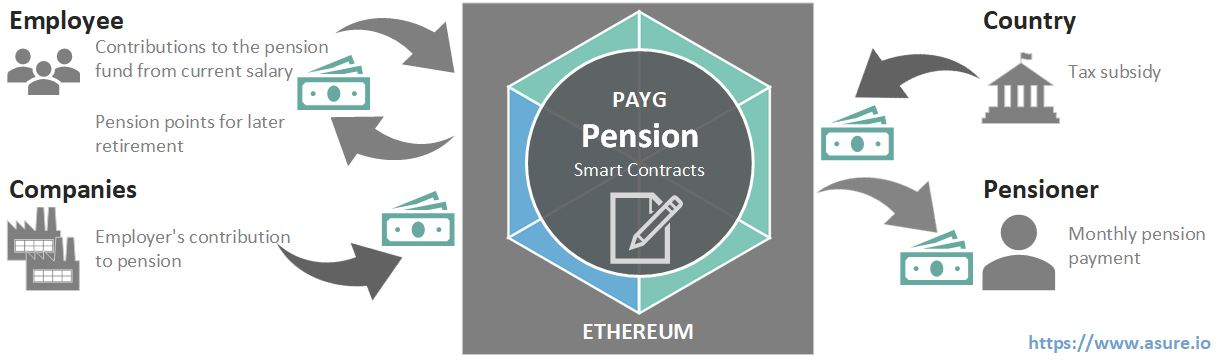 Employee
Contributions to the pension
fund from current salary
Pension points for later
retirement
Companies
Employer's contribution
to pension
PAYG
Pension
Smart Contracts
ETHEREUM
Country
Tax subsidy
Pensioner
Monthly pension
payment
https://www.asure.io